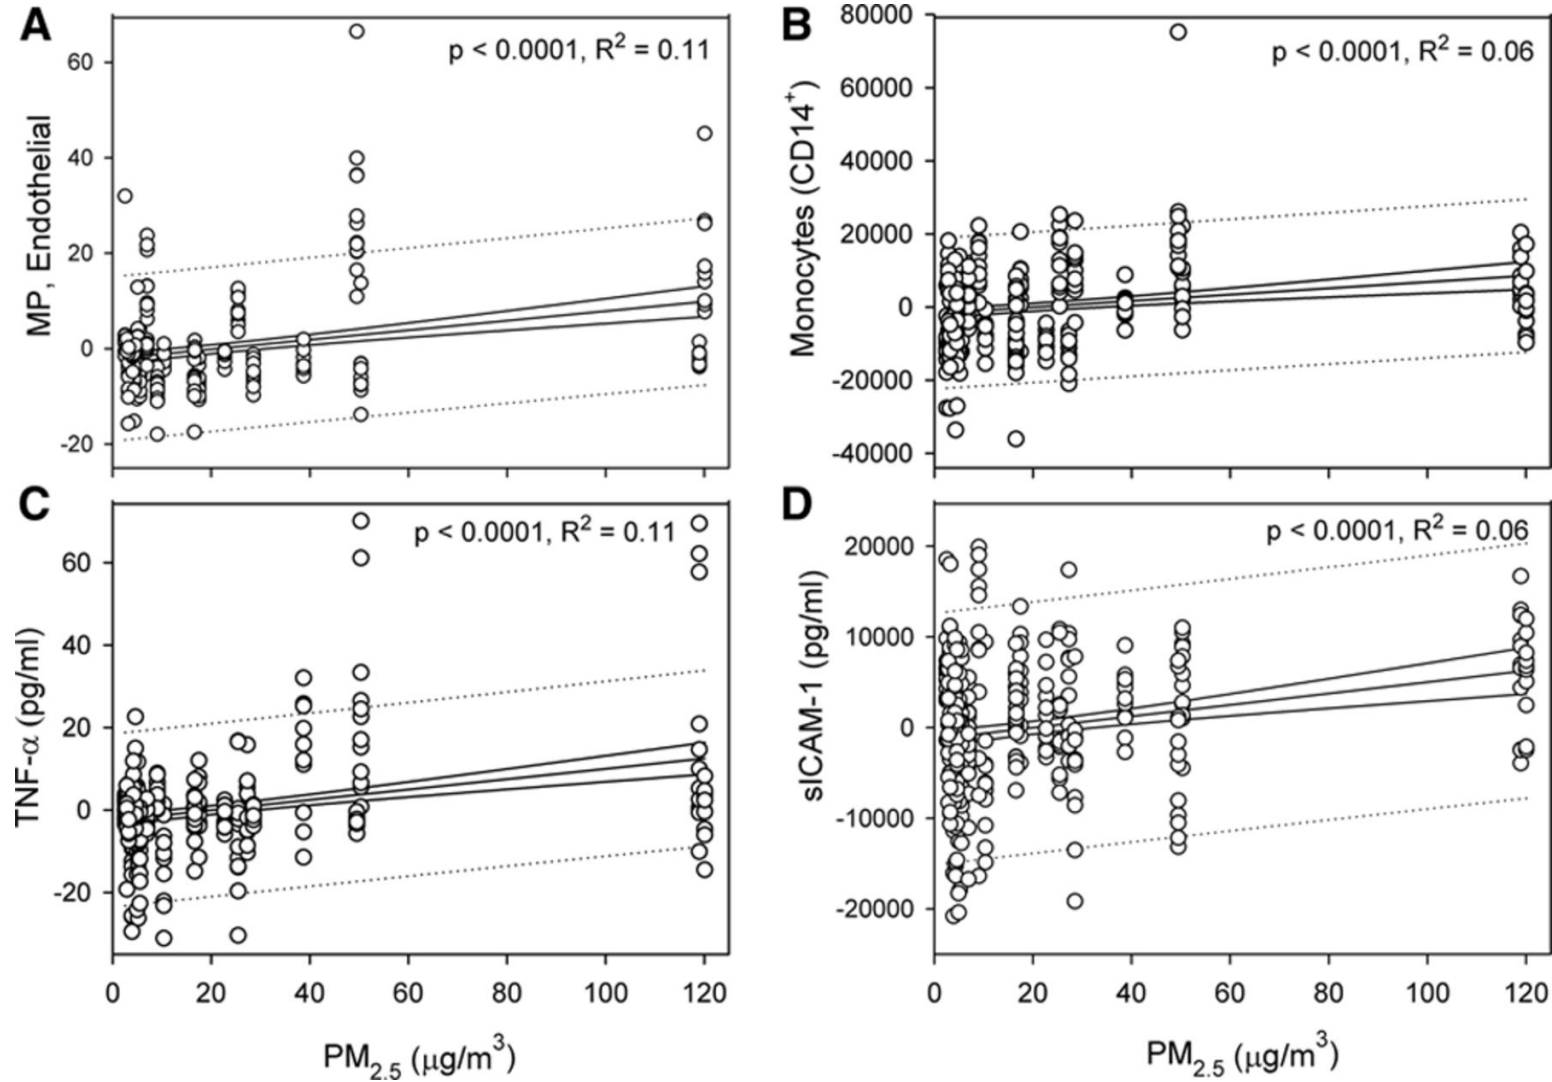 A
p < 0.0001, R² = 0.11
MP, Endothelial
60
40
20
0
-20
B
p < 0.0001, R² = 0.06
Monocytes (CD14⁺)
80000
60000
40000
20000
0
-20000
-40000
C
p < 0.0001, R² = 0.11
TNF-α (pg/ml)
60
40
20
0
-20
0 20 40 60 80 100 120
PM₂.₅ (μg/m³)
D
p < 0.0001, R² = 0.06
sICAM-1 (pg/ml)
20000
10000
0
-10000
-20000
0 20 40 60 80 100 120
PM₂.₅ (μg/m³)